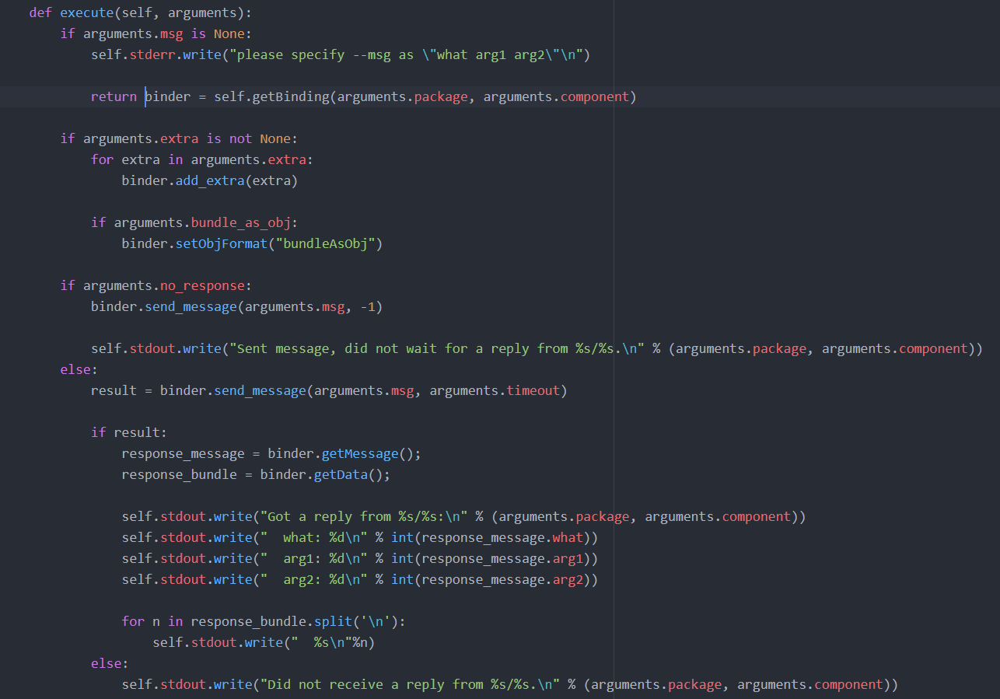 def execute(self, arguments):
    if arguments.msg is None:
        self.stderr.write("please specify --msg as \"what arg1 arg2\"\n")

        return binder = self.getBinding(arguments.package, arguments.component)

    if arguments.extra is not None:
        for extra in arguments.extra:
            binder.add_extra(extra)

        if arguments.bundle_as_obj:
            binder.setObjFormat("bundleAsObj")

    if arguments.no_response:
        binder.send_message(arguments.msg, -1)

        self.stdout.write("Sent message, did not wait for a reply from %s/%s.\n" % (arguments.package, arguments.component))
    else:
        result = binder.send_message(arguments.msg, arguments.timeout)

        if result:
            response_message = binder.getMessage();
            response_bundle = binder.getData();

            self.stdout.write("Got a reply from %s/%s:\n" % (arguments.package, arguments.component))
            self.stdout.write("  what: %d\n" % int(response_message.what))
            self.stdout.write("  arg1: %d\n" % int(response_message.arg1))
            self.stdout.write("  arg2: %d\n" % int(response_message.arg2))

            for n in response_bundle.split('\n'):
                self.stdout.write("  %s\n"%n)
        else:
            self.stdout.write("Did not receive a reply from %s/%s.\n" % (arguments.package, arguments.component))